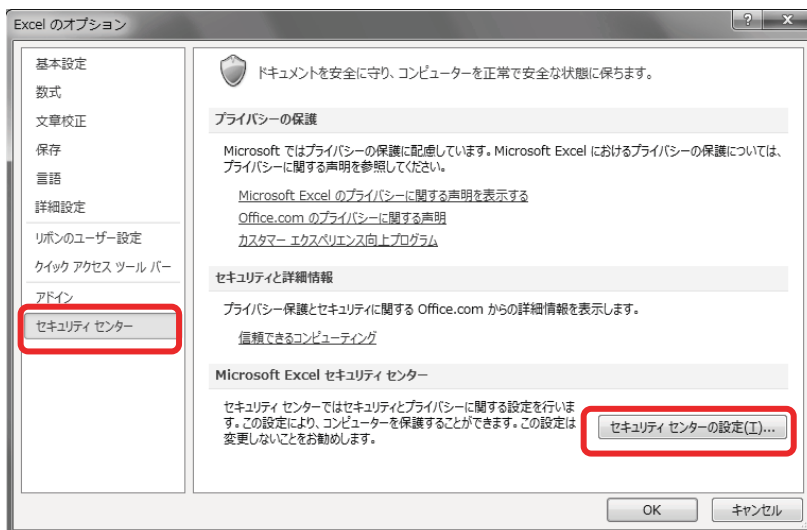 Excel のオプション
? X
基本設定
数式
文章校正
保存
言語
詳細設定
リボンのユーザー設定
クイック アクセス ツール バー
アドイン
セキュリティ センター
ドキュメントを安全に守り、コンピューターを正常で安全な状態に保ちます。
プライバシーの保護
Microsoft ではプライバシーの保護に配慮しています。Microsoft Excel におけるプライバシーの保護については、
プライバシーに関する声明を参照してください。
Microsoft Excel のプライバシーに関する声明を表示する
Office.com のプライバシーに関する声明
カスタマー エクスペリエンス向上プログラム
セキュリティと詳細情報
プライバシー保護とセキュリティに関する Office.com からの詳細情報を表示します。
信頼できるコンピューティング
Microsoft Excel セキュリティ センター
セキュリティ センターではセキュリティとプライバシーに関する設定を行いま
す。この設定により、コンピューターを保護することができます。この設定は
変更しないことをお勧めします。
セキュリティ センターの設定(T)...
OK キャンセル